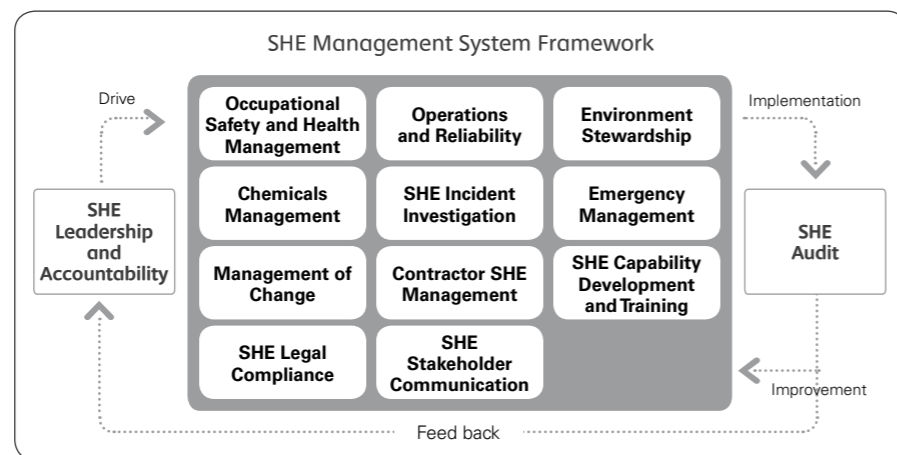 SHE Management System Framework
Drive
Implementation
Occupational
Safety and Health
Management
Operations
and Reliability
Environment
Stewardship
Chemicals
Management
SHE Incident
Investigation
Emergency
Management
SHE
Leadership
and
Accountability
SHE
Audit
Management of
Change
Contractor SHE
Management
SHE Capability
Development
and Training
SHE Legal
Compliance
SHE
Stakeholder
Communication
Improvement
Feed back